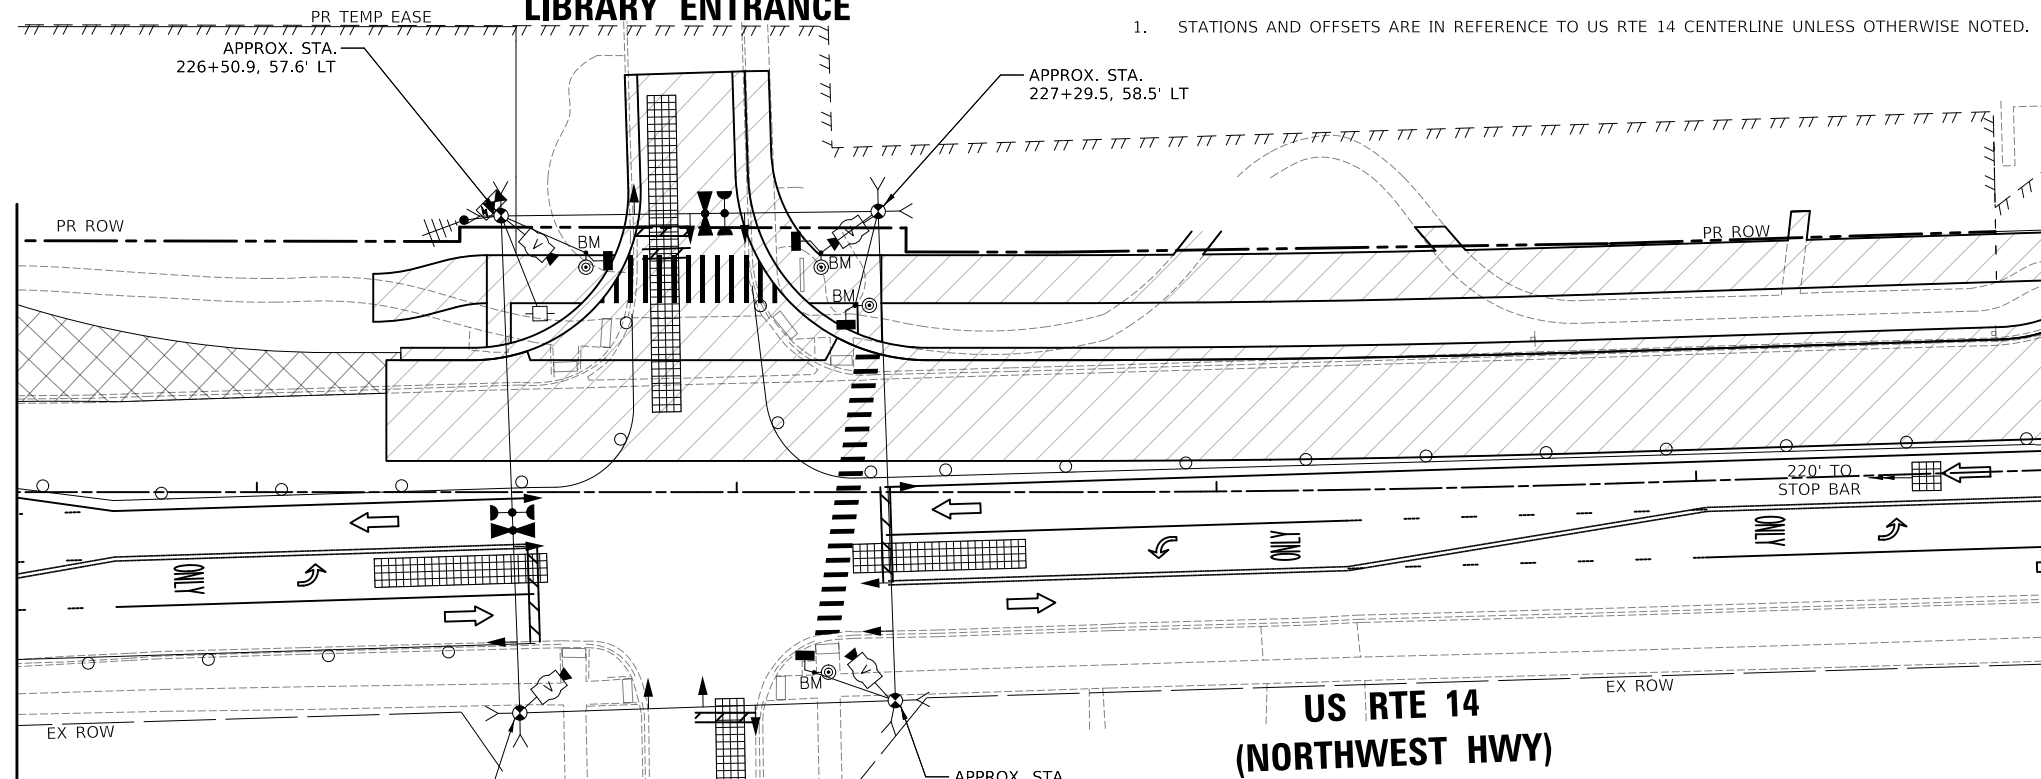 LIBRARY ENTRANCE
PR TEMP EASE
1. STATIONS AND OFFSETS ARE IN REFERENCE TO US RTE 14 CENTERLINE UNLESS OTHERWISE NOTED.
APPROX. STA.
226+50.9, 57.6' LT
APPROX. STA.
227+29.5, 58.5' LT
PR ROW
PR ROW
V
V
BM
BM
BM
220' TO
STOP BAR
ONLY
ONLY
ONLY
V
V
BM
EX ROW
EX ROW
US RTE 14
(NORTHWEST HWY)
APPROX. STA.